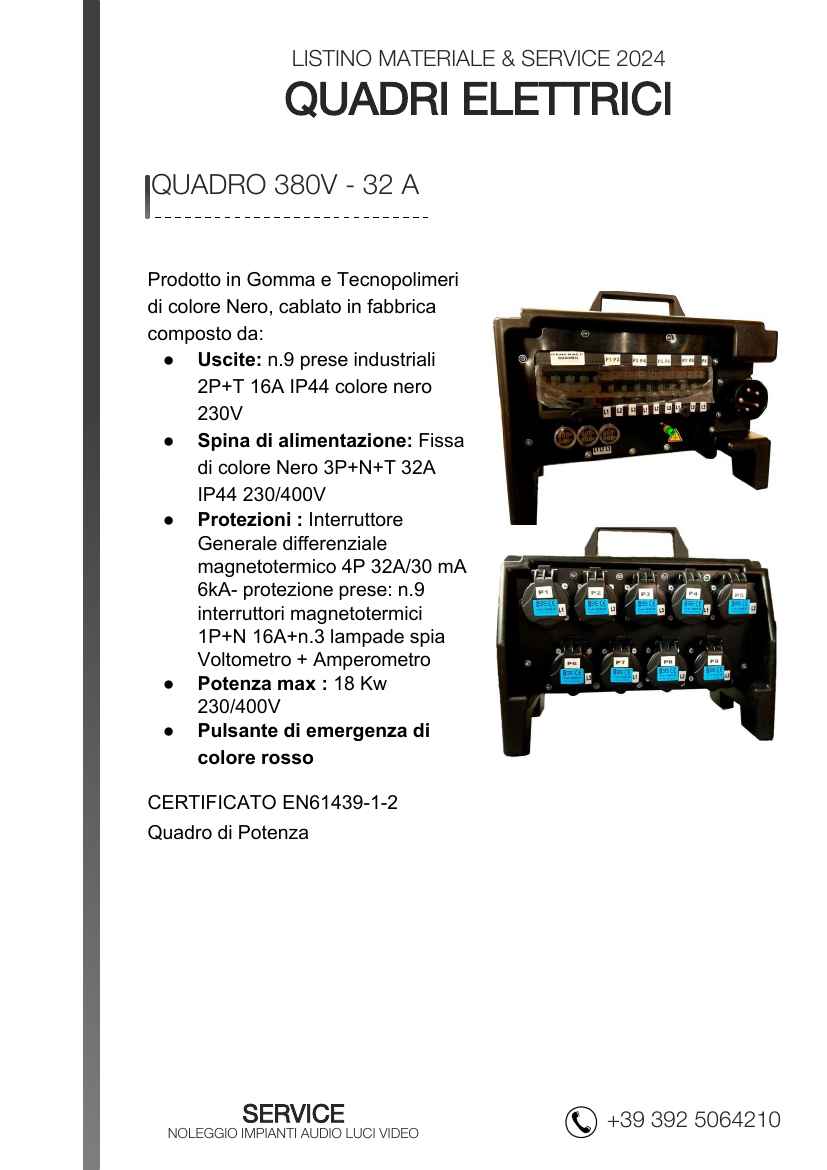 LISTINO MATERIALE & SERVICE 2024
QUADRI ELETTRICI
QUADRO 380V - 32 A
Prodotto in Gomma e Tecnopolimeri
di colore Nero, cablato in fabbrica
composto da:
● Uscite: n.9 prese industriali
2P+T 16A IP44 colore nero
230V
● Spina di alimentazione: Fissa
di colore Nero 3P+N+T 32A
IP44 230/400V
● Protezioni : Interruttore
Generale differenziale
magnetotermico 4P 32A/30 mA
6kA- protezione prese: n.9
interruttori magnetotermici
1P+N 16A+n.3 lampade spia
Voltometro + Amperometro
● Potenza max : 18 Kw
230/400V
● Pulsante di emergenza di
colore rosso
CERTIFICATO EN61439-1-2
Quadro di Potenza
P1 P2 P3 P4 P5
L1 L2 L3 L1 L2
P6 P7 P8 P9
SERVICE
NOLEGGIO IMPIANTI AUDIO LUCI VIDEO
+39 392 5064210